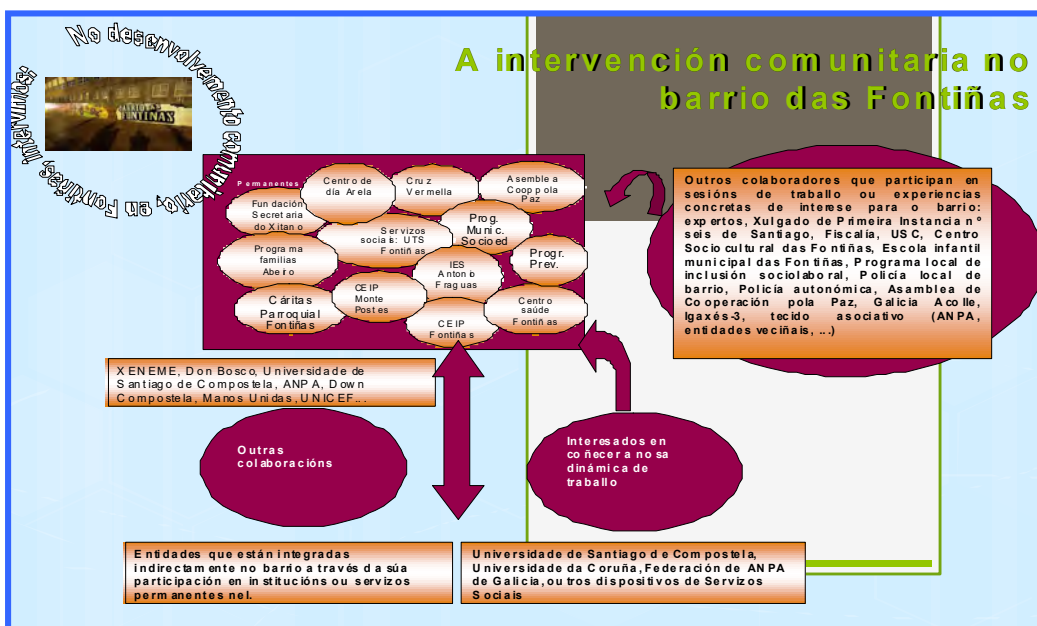 No desenvolvemento comunitario, en Fontiñas, intervimos:
BARRIO DE
FONTIÑAS
A intervención comunitaria no
barrio das Fontiñas
Permanentes
Centro de
día Arela
Cruz
Vermella
Asemblea
Coop pola
Paz
Fundación
Secretaria
do Xitano
Servizos
sociais: UTS
Fontiñas
Prog.
Munic.
Socioed
Programa
familias
Abeiro
IES
Antonio
Fraguas
Progr.
Prev.
Cáritas
Parroquial
Fontiñas
CEIP
Monte
Postes
CEIP
Fontiñas
Centro
saúde
Fontiñas
Outros colaboradores que participan en
sesións de traballo ou experiencias
concretas de interese para o barrio:
expertos, Xulgado de Primeira Instancia nº
seis de Santiago, Fiscalía, USC, Centro
Sociocultural das Fontiñas, Escola infantil
municipal das Fontiñas, Programa local de
inclusión sociolaboral, Policía local de
barrio, Policía autonómica, Asamblea de
Cooperación pola Paz, Galicia Acolle,
Igaxés-3, tecido asociativo (ANPA,
entidades veciñais, ...)
XENEME, Don Bosco, Universidade de
Santiago de Compostela, ANPA, Down
Compostela, Manos Unidas, UNICEF...
Outras
colaboracións
Interesados en
coñecer a nosa
dinámica de
traballo
Entidades que están integradas
indirectamente no barrio a través da súa
participación en institucións ou servizos
permanentes nel.
Universidade de Santiago de Compostela,
Universidade da Coruña, Federación de ANPA
de Galicia, outros dispositivos de Servizos
Sociais